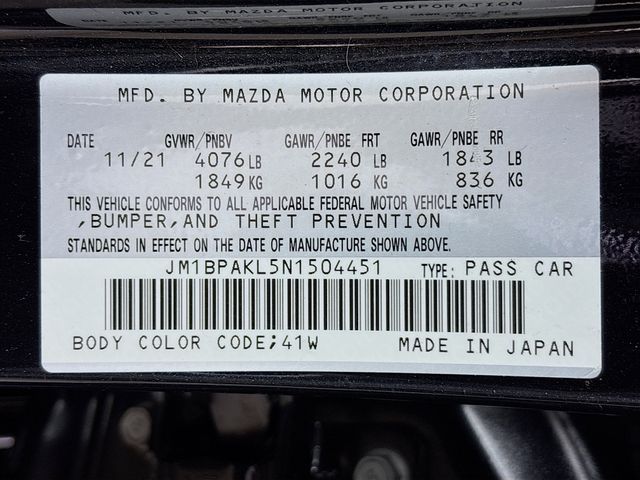 MAZDA MOTOR CORPORATION
MFD. BY MAZDA MOTOR CORPORATION
DATE GVWR/PNBV GAWR/PNBE FRT GAWR/PNBE RR
11/21 4076 LB 2240 LB 1843 LB
1849 KG 1016 KG 836 KG
THIS VEHICLE CONFORMS TO ALL APPLICABLE FEDERAL MOTOR VEHICLE SAFETY
,BUMPER,AND THEFT PREVENTION
STANDARDS IN EFFECT ON THE DATE OF MANUFACTURE SHOWN ABOVE.
JM1BPAKL5N1504451 TYPE: PASS CAR
BODY COLOR CODE;41W MADE IN JAPAN